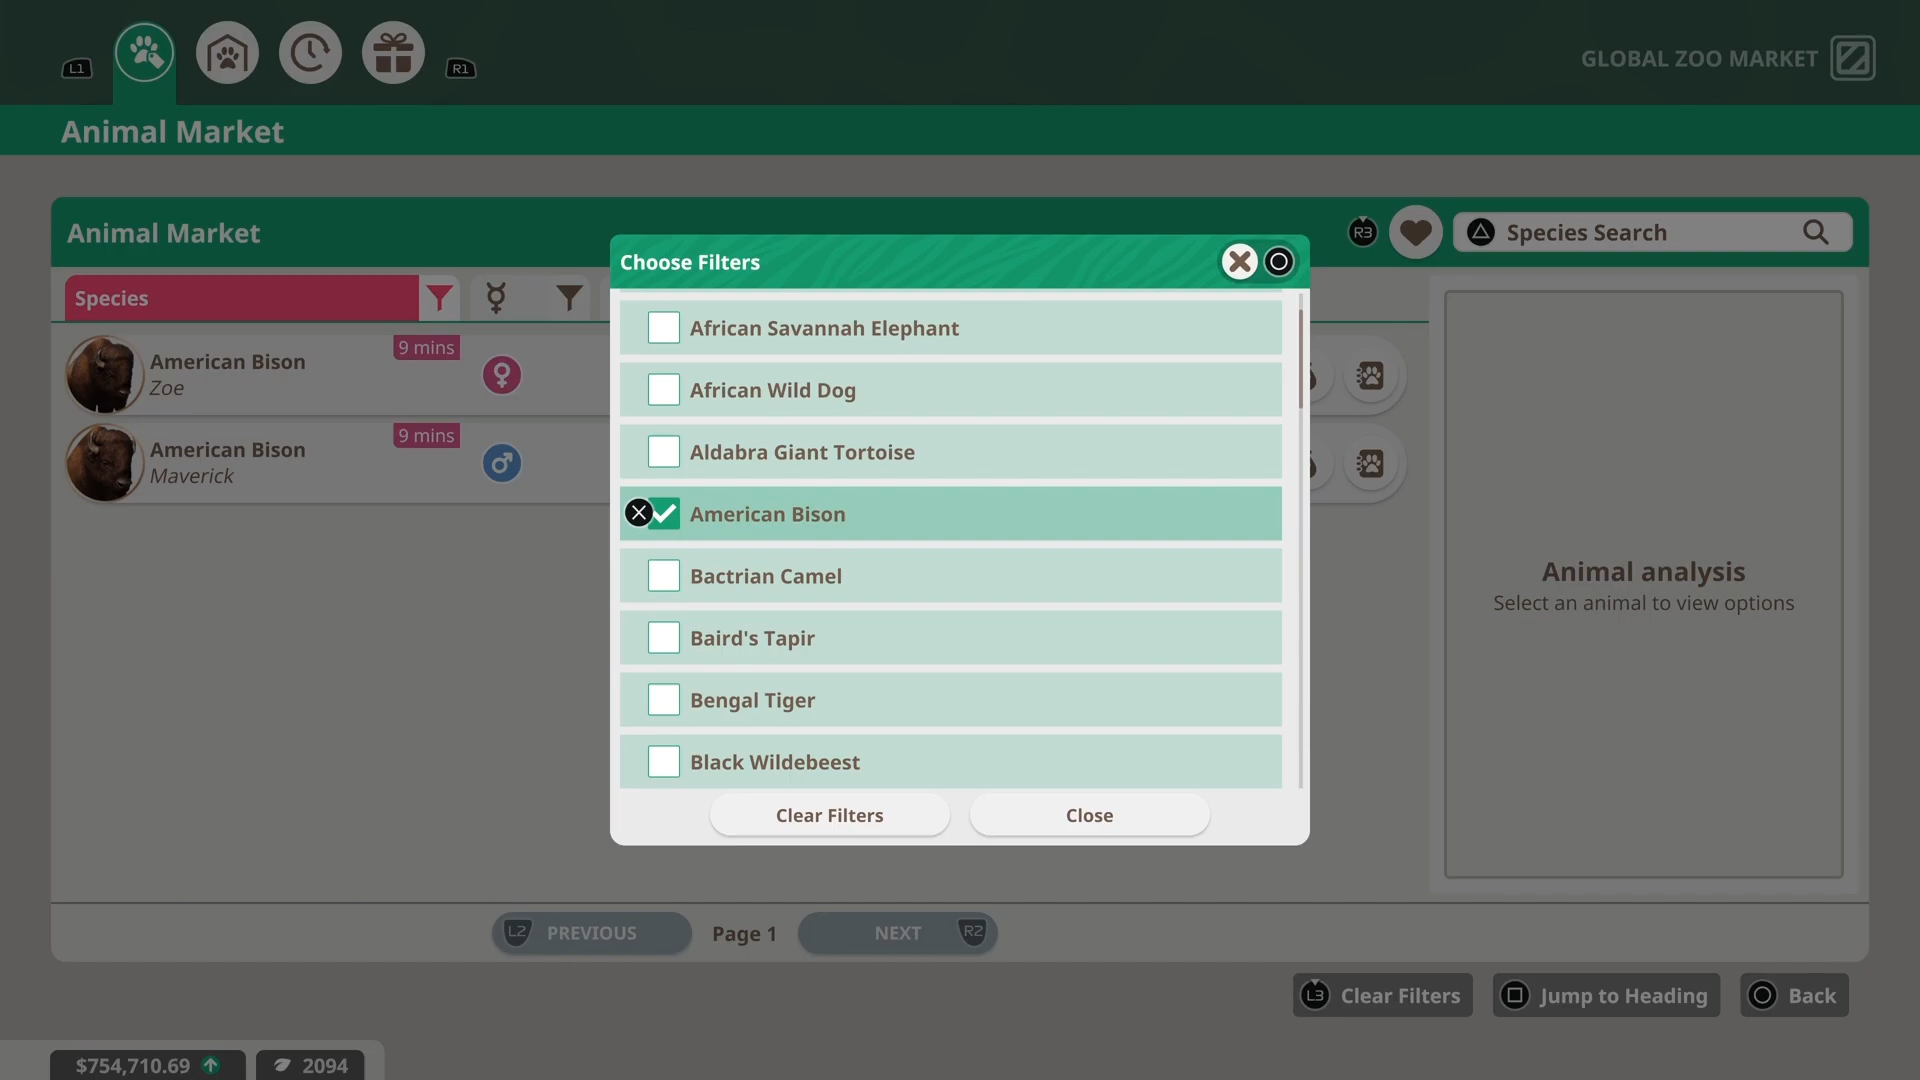 L1
R1
GLOBAL ZOO MARKET
Animal Market
Animal Market
R3
Species Search
Species
American Bison
Zoe
9 mins
American Bison
Maverick
9 mins
Choose Filters
African Savannah Elephant
African Wild Dog
Aldabra Giant Tortoise
American Bison
Bactrian Camel
Baird's Tapir
Bengal Tiger
Black Wildebeest
Clear Filters
Close
Animal analysis
Select an animal to view options
L2 PREVIOUS
Page 1
NEXT R2
L3 Clear Filters
Jump to Heading
Back
$754,710.69
2094